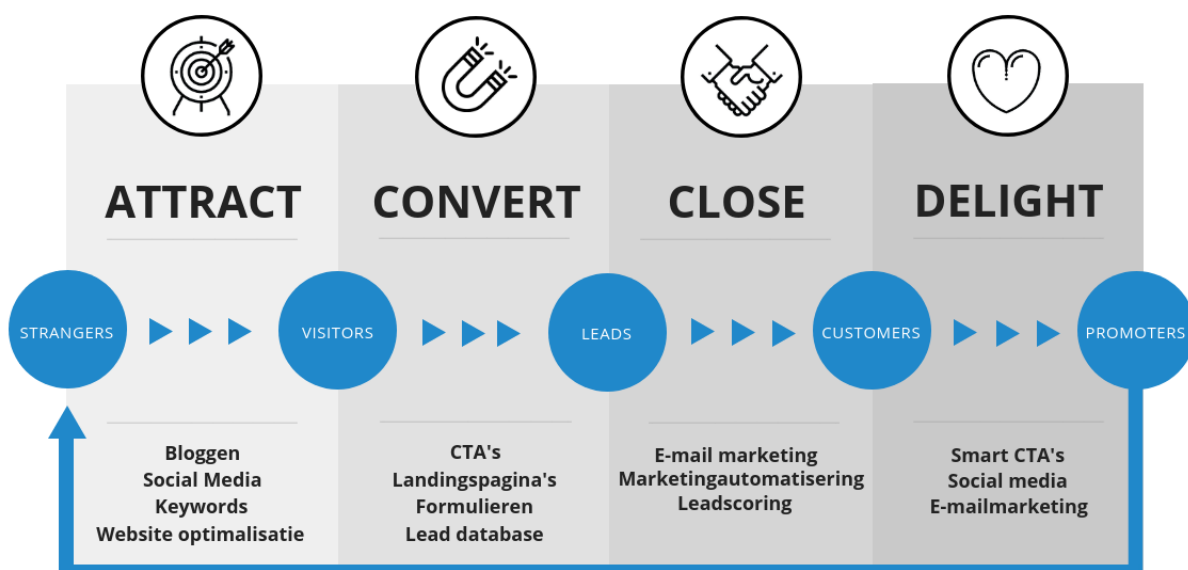 ATTRACT
CONVERT
CLOSE
DELIGHT
STRANGERS
VISITORS
LEADS
CUSTOMERS
PROMOTERS
Bloggen
Social Media
Keywords
Website optimalisatie
CTA's
Landingspagina's
Formulieren
Lead database
E-mail marketing
Marketingautomatisering
Leadscoring
Smart CTA's
Social media
E-mailmarketing